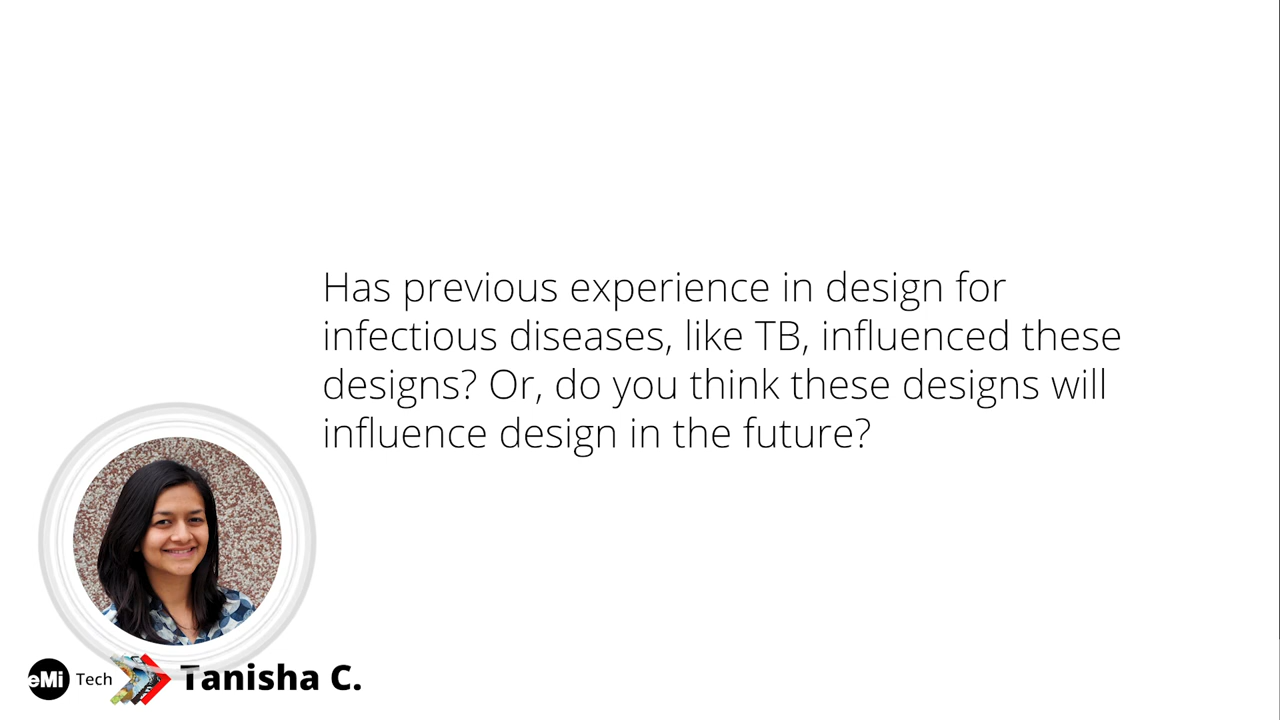 Has previous experience in design for
infectious diseases, like TB, influenced these
designs? Or, do you think these designs will
influence design in the future?
eMi Tech Tanisha C.